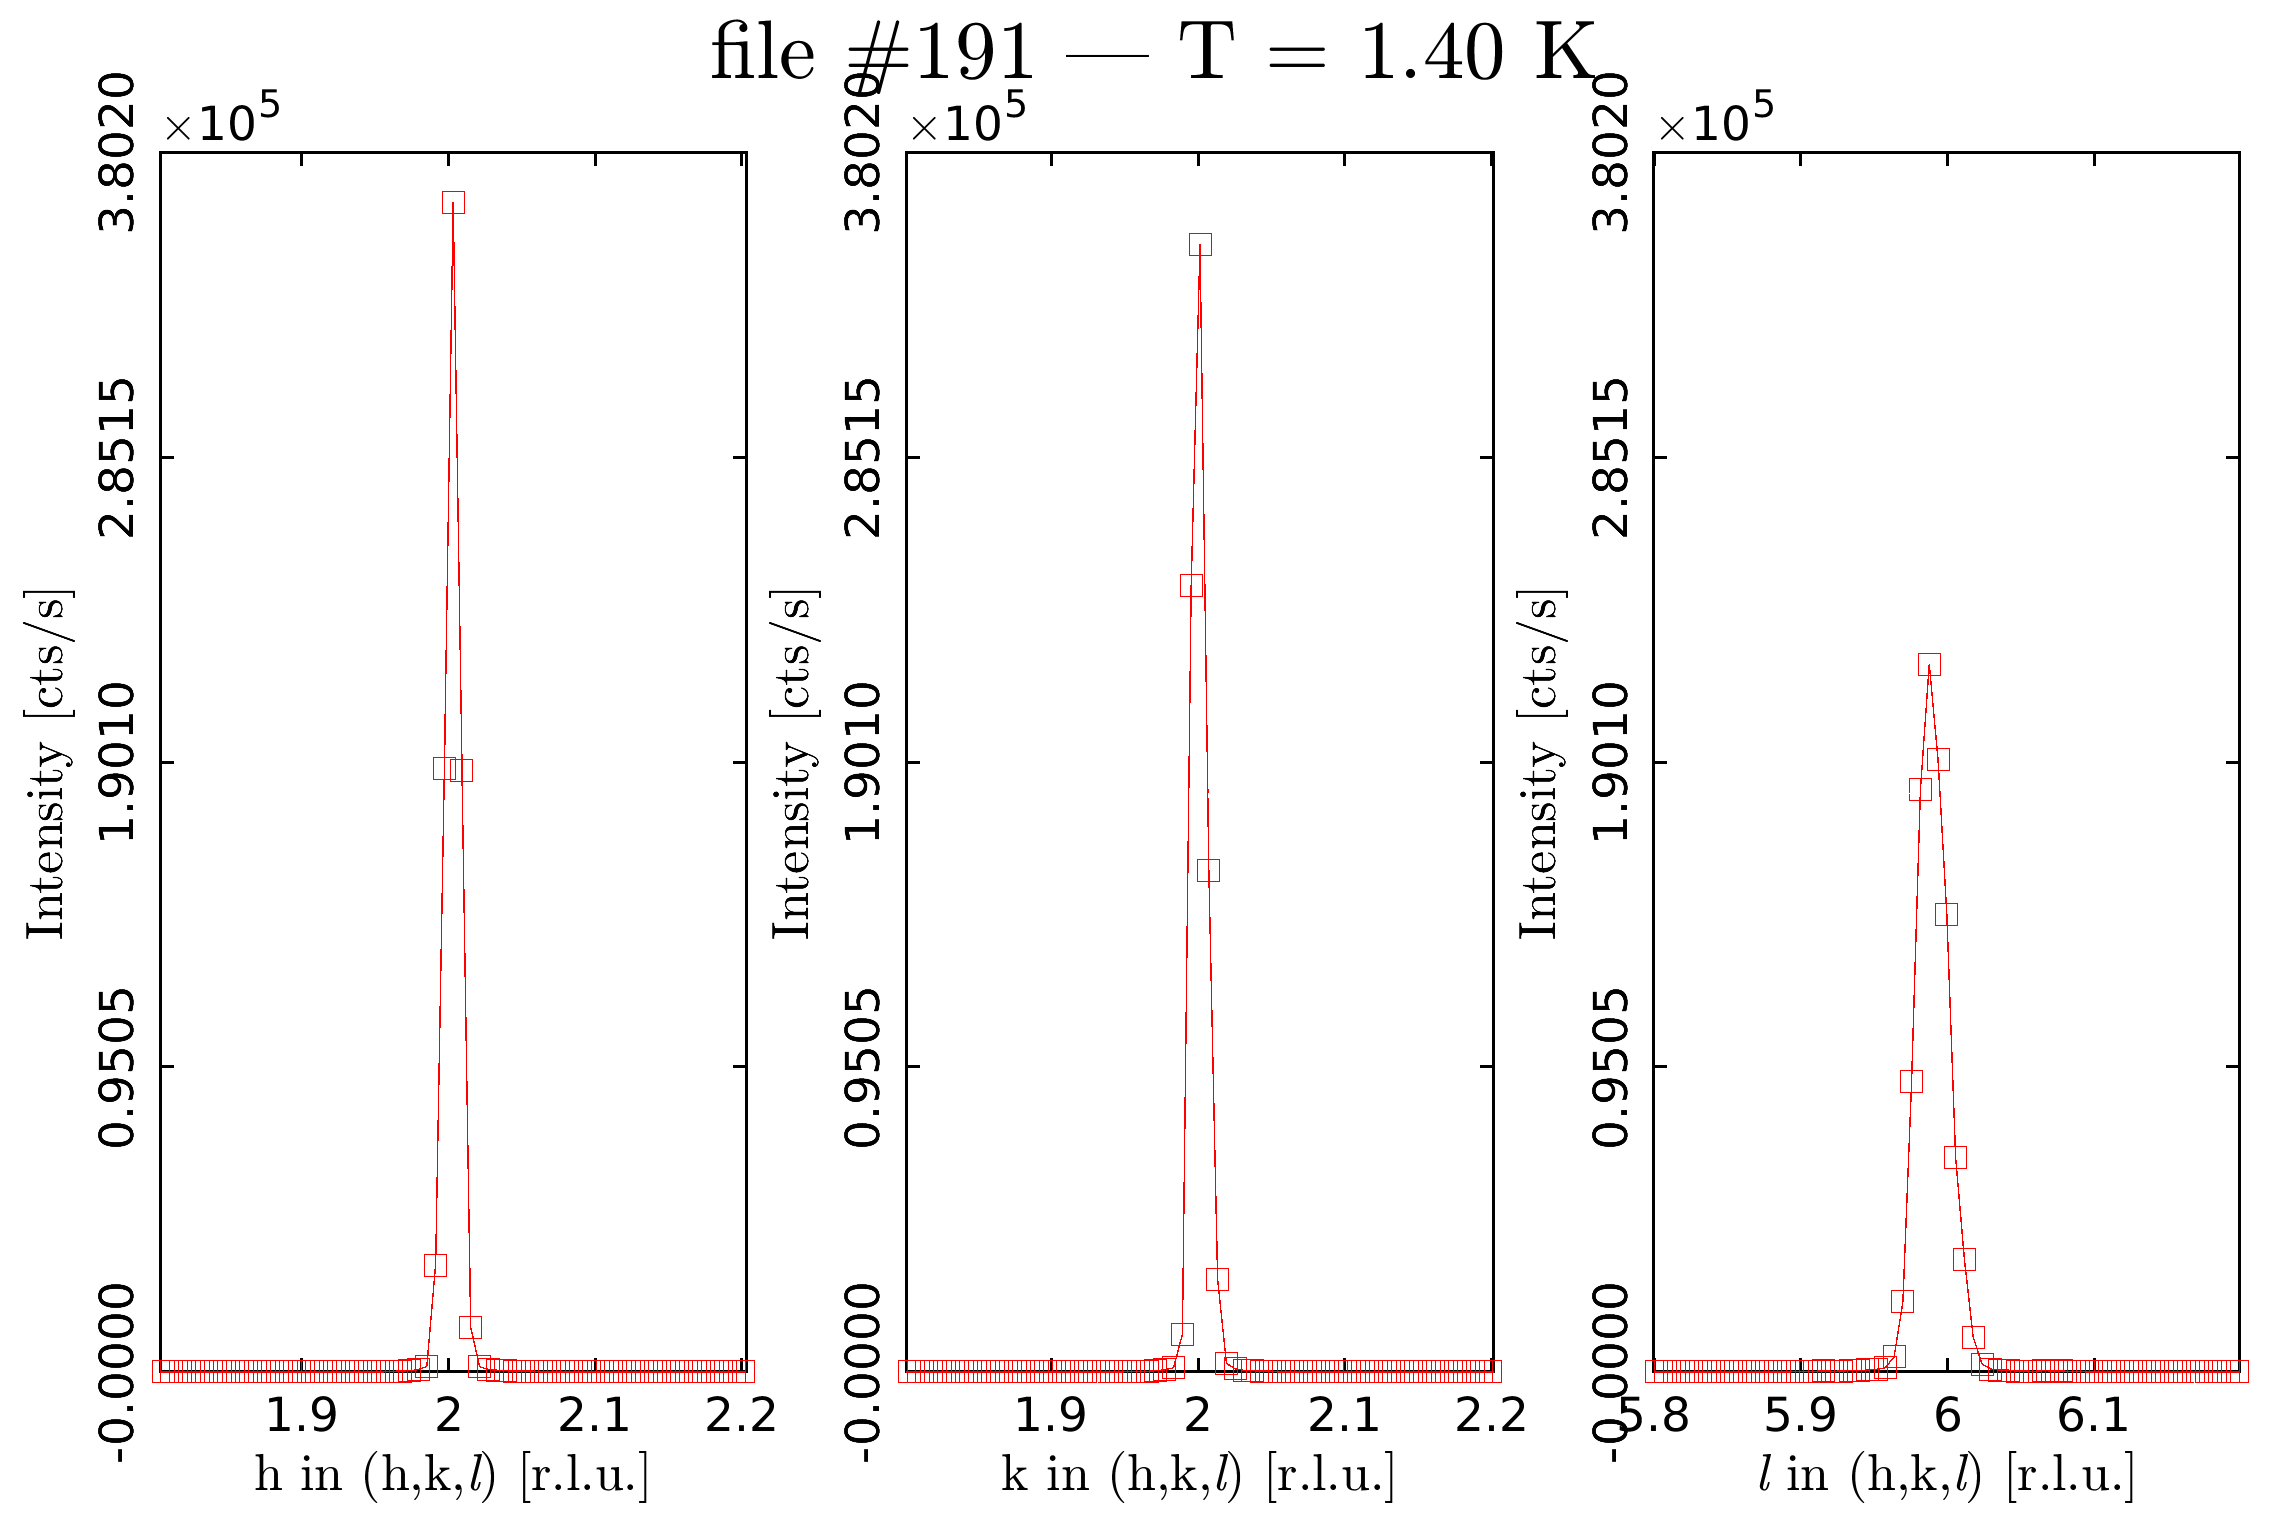 file #191 — T = 1.40 K
×10^5
3.8020
2.8515
1.9010
0.9505
-0.0000
Intensity [cts/s]
1.9 2 2.1 2.2
h in (h,k,l) [r.l.u.]
×10^5
3.8020
2.8515
1.9010
0.9505
-0.0000
Intensity [cts/s]
1.9 2 2.1 2.2
k in (h,k,l) [r.l.u.]
×10^5
3.8020
2.8515
1.9010
0.9505
-0.0000
Intensity [cts/s]
5.8 5.9 6 6.1
l in (h,k,l) [r.l.u.]